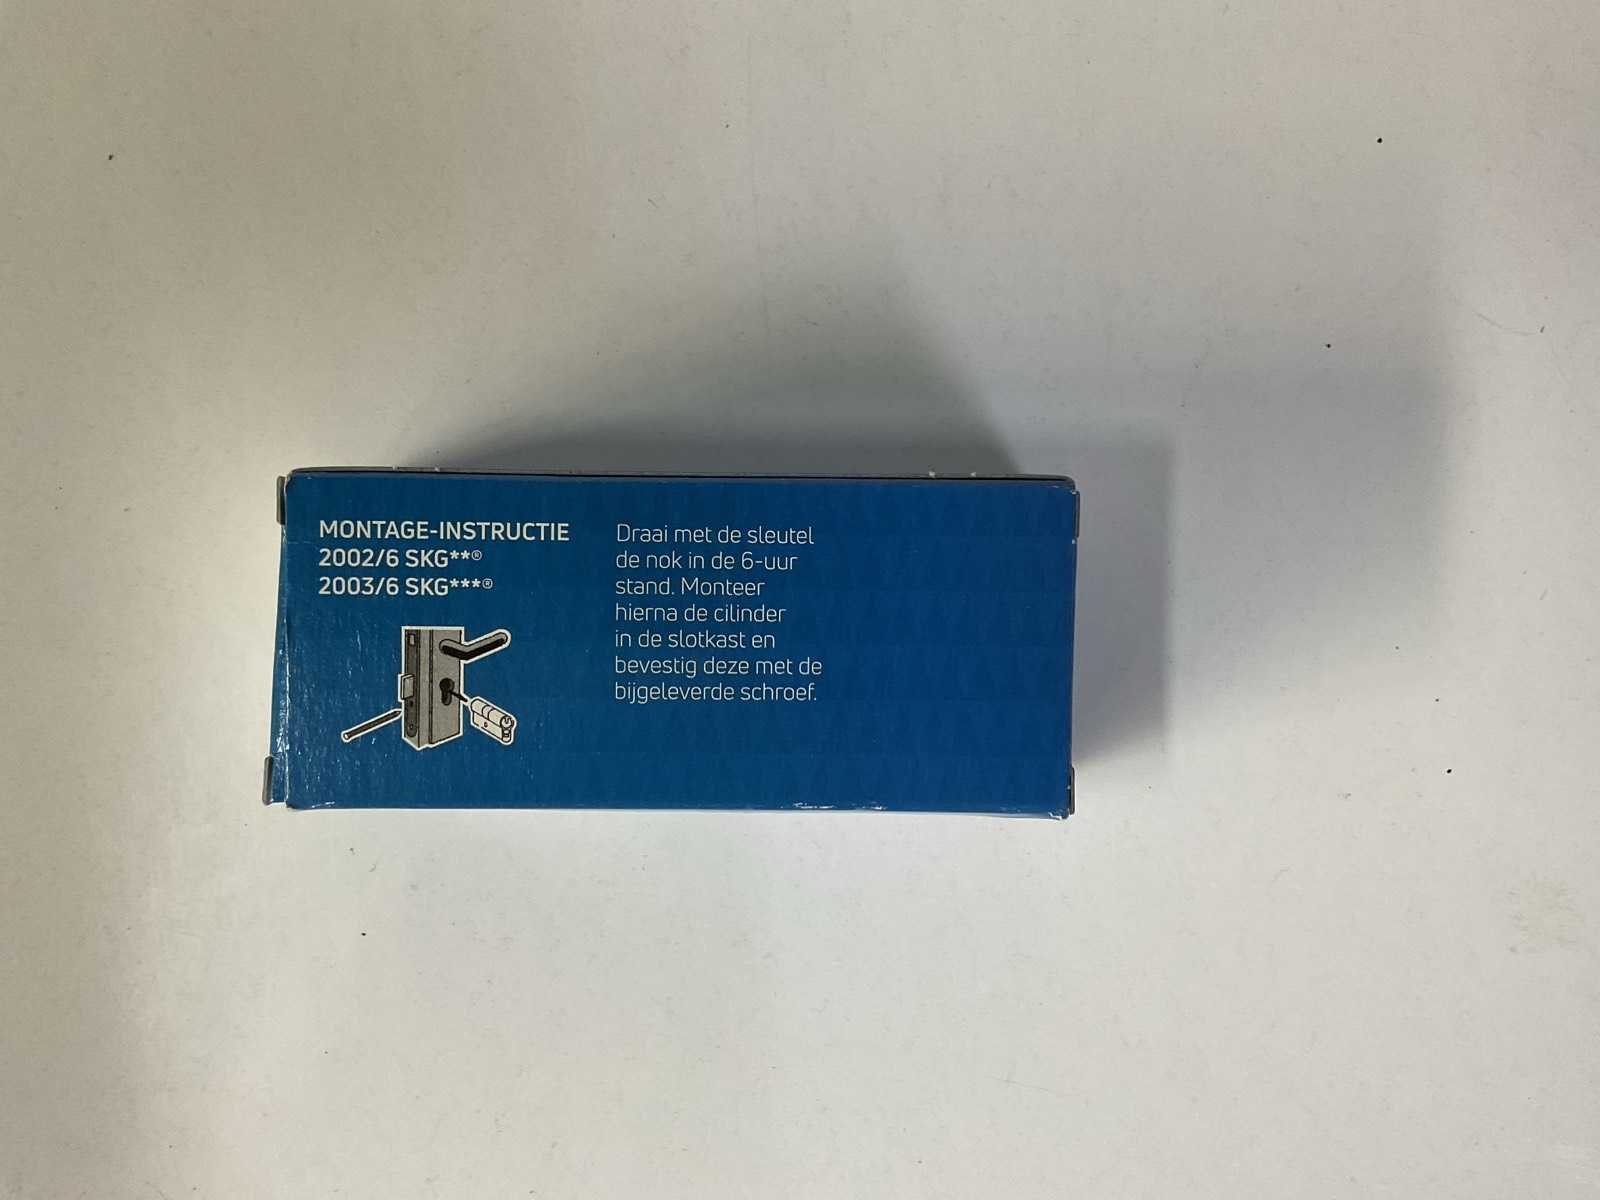 MONTAGE-INSTRUCTIE
2002/6 SKG**®
2003/6 SKG***®
Draai met de sleutel
de nok in de 6-uur
stand. Monteer
hierna de cilinder
in de slotkast en
bevestig deze met de
bijgeleverde schroef.